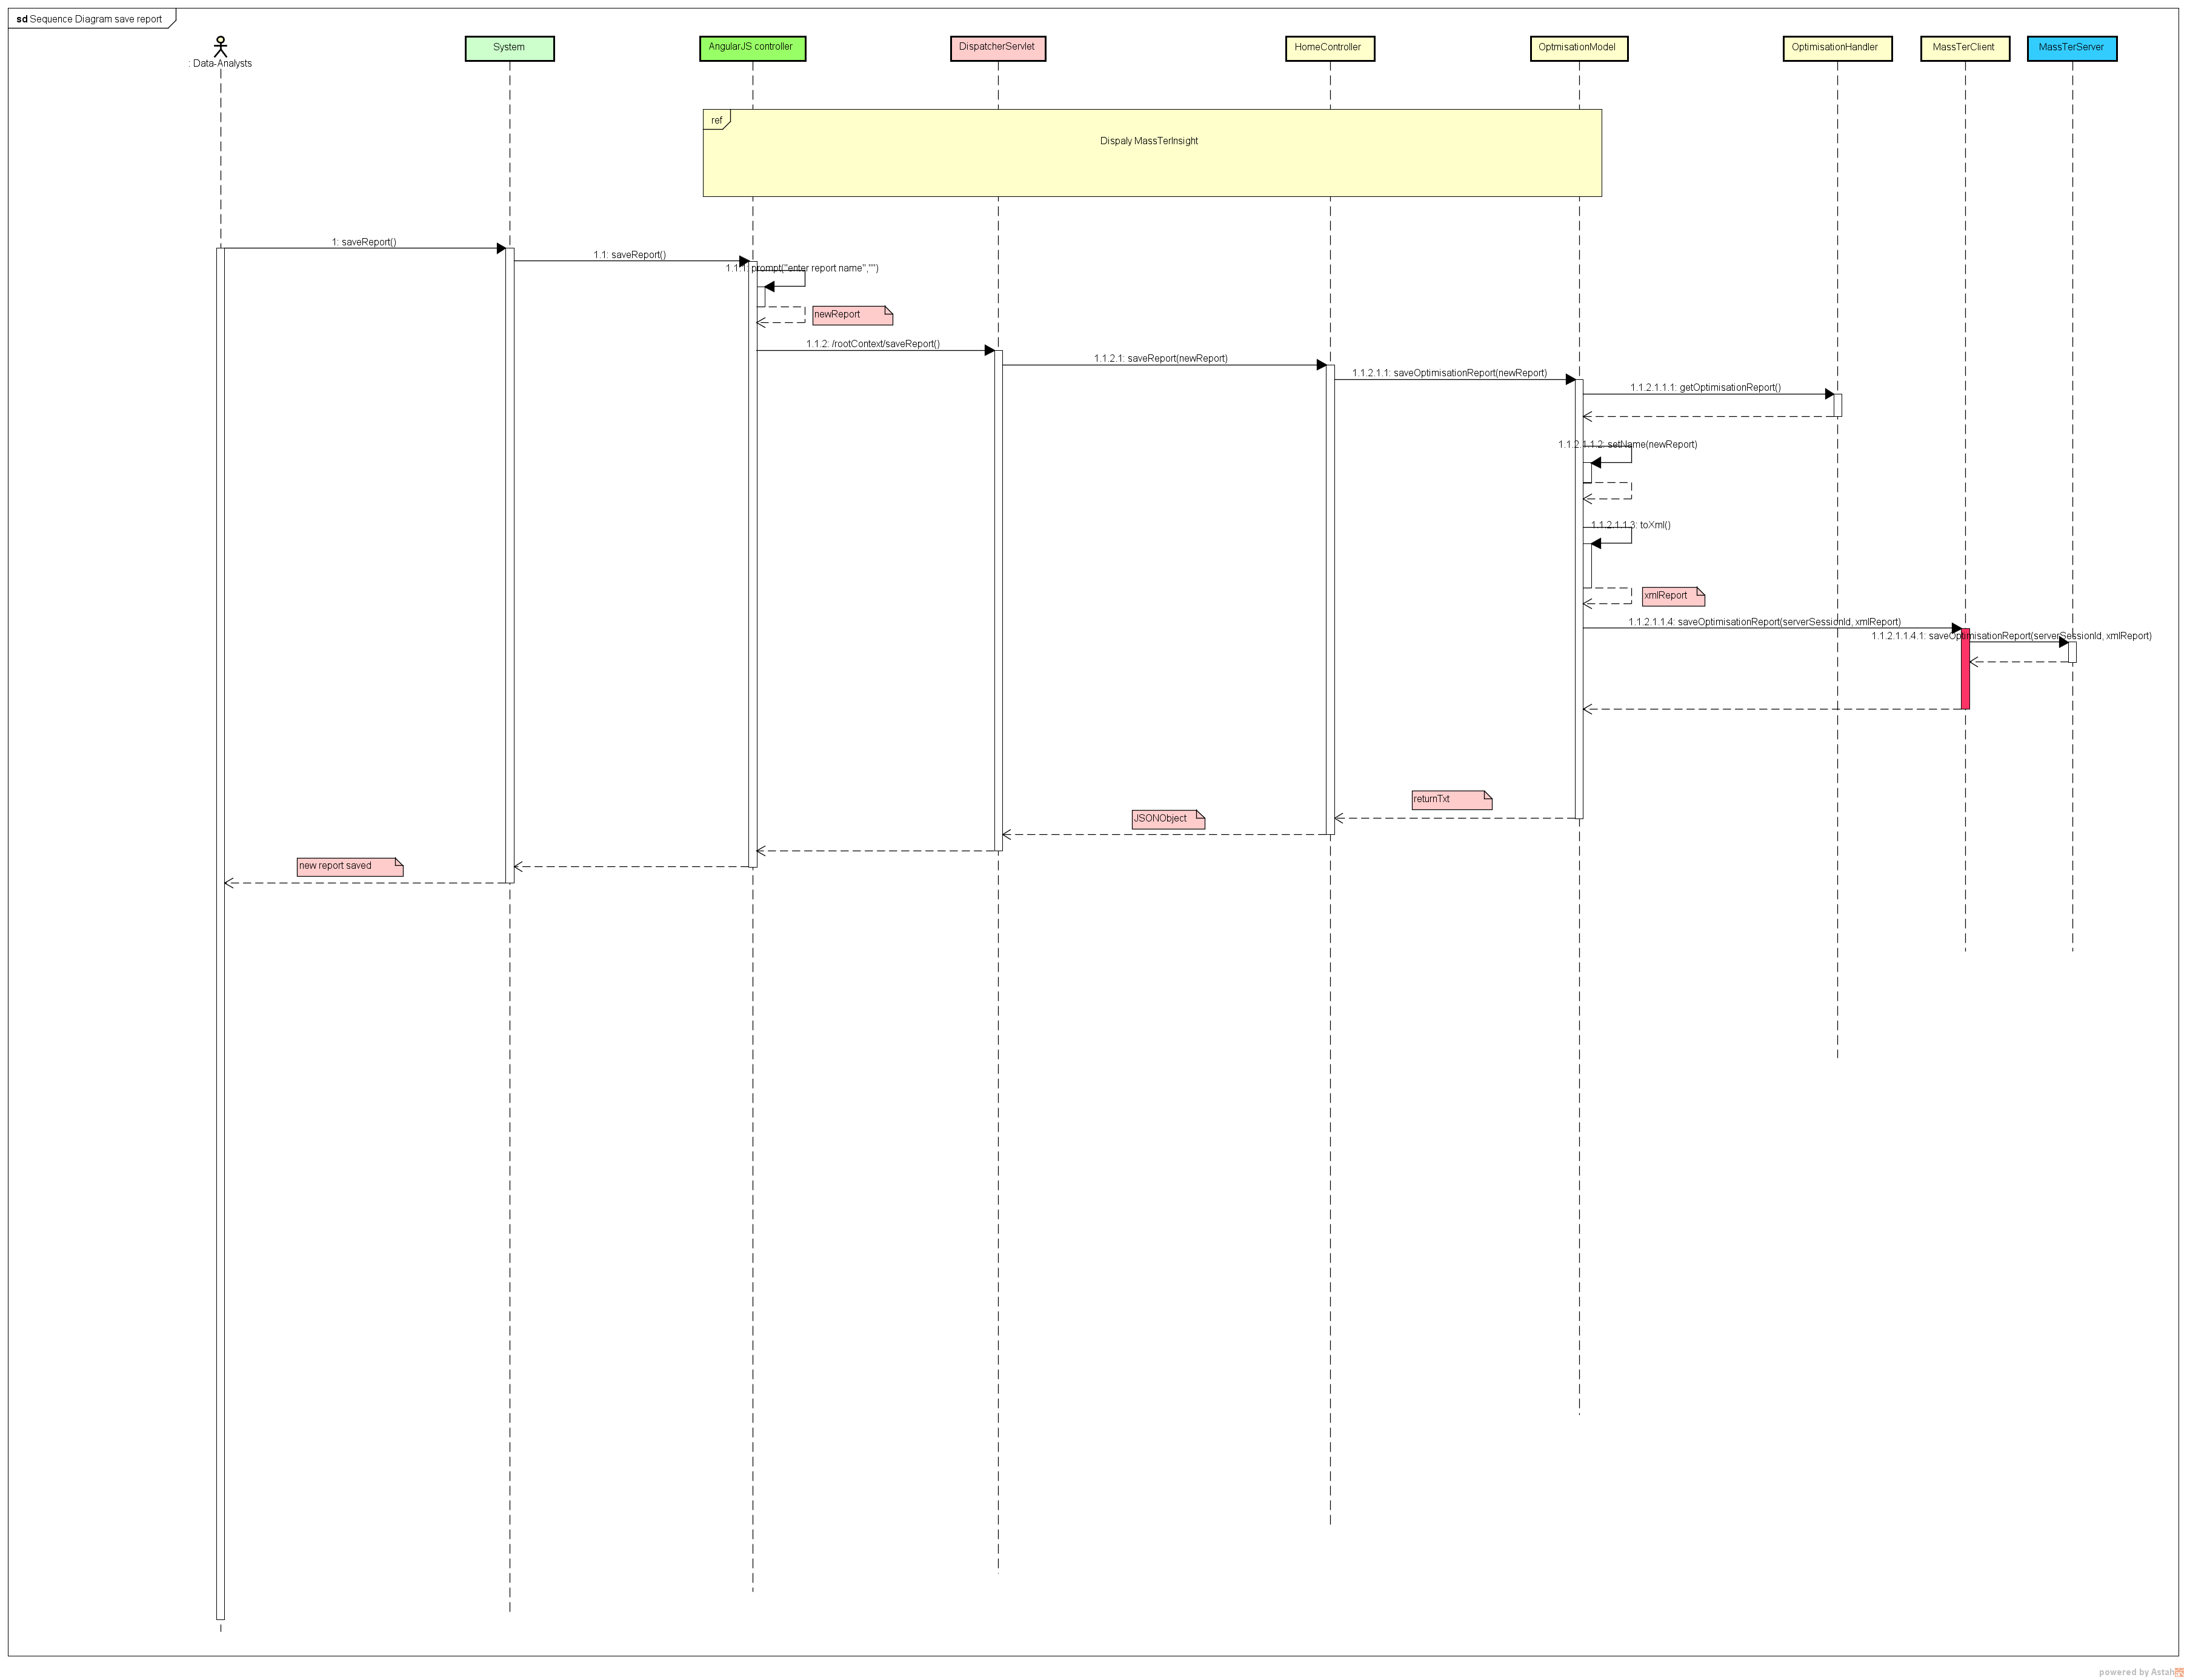 sd Sequence Diagram save report
: Data-Analysts
System
AngularJS controller
DispatcherServlet
HomeController
OptmisationModel
OptimisationHandler
MassTerClient
MassTerServer
ref
Dispaly MassTerInsight
1: saveReport()
1.1: saveReport()
1.1.1: prompt("enter report name","")
newReport
1.1.2: /rootContext/saveReport()
1.1.2.1: saveReport(newReport)
1.1.2.1.1: saveOptimisationReport(newReport)
1.1.2.1.1.1: getOptimisationReport()
1.1.2.1.1.2: setName(newReport)
1.1.2.1.1.3: toXml()
xmlReport
1.1.2.1.1.4: saveOptimisationReport(serverSessionId, xmlReport)
1.1.2.1.1.4.1: saveOptimisationReport(serverSessionId, xmlReport)
returnTxt
JSONObject
new report saved
powered by Astah